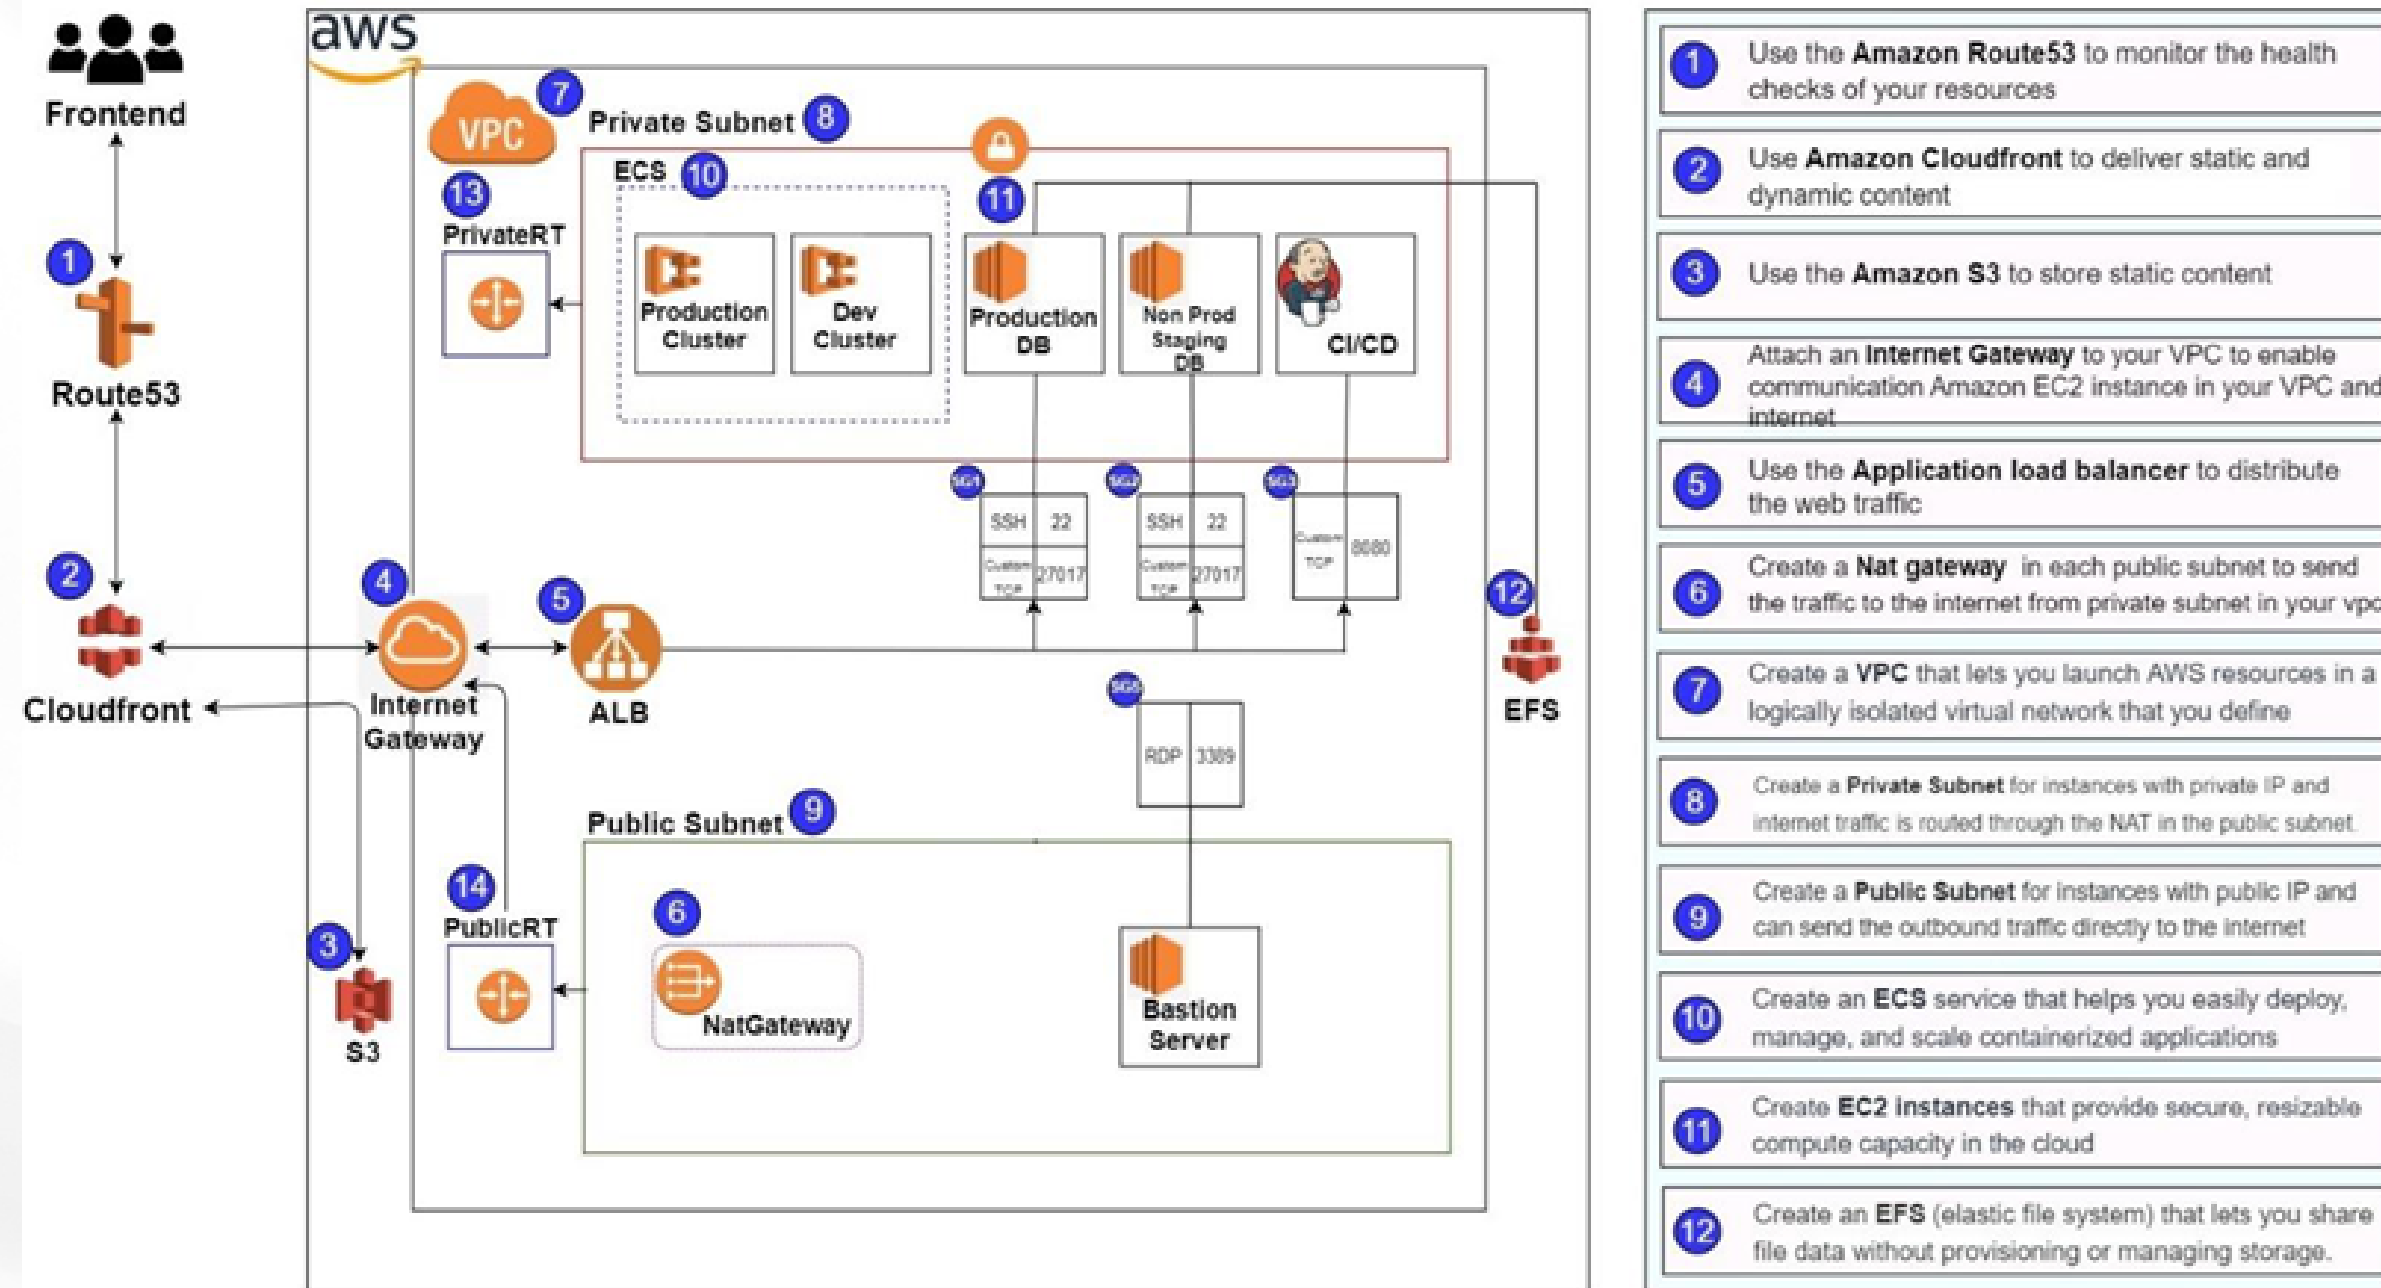 aws
Frontend
1
Route53
2
Cloudfront
3
S3
7
VPC
Private Subnet 8
13
PrivateRT
ECS 10
11
Production
Cluster
Dev
Cluster
Production
DB
Non Prod
Staging
DB
CI/CD
SG1
SSH 22
Custom
TCP
27017
SG2
SSH 22
Custom
TCP
27017
SG3
Custom
TCP
8080
4
Internet
Gateway
5
ALB
12
EFS
RDP 3389
Public Subnet 9
14
PublicRT
6
NatGateway
Bastion
Server
1
Use the Amazon Route53 to monitor the health
checks of your resources
2
Use Amazon Cloudfront to deliver static and
dynamic content
3
Use the Amazon S3 to store static content
4
Attach an Internet Gateway to your VPC to enable
communication Amazon EC2 instance in your VPC and
internet
5
Use the Application load balancer to distribute
the web traffic
6
Create a Nat gateway in each public subnet to send
the traffic to the internet from private subnet in your vpc
7
Create a VPC that lets you launch AWS resources in a
logically isolated virtual network that you define
8
Create a Private Subnet for instances with private IP and
internet traffic is routed through the NAT in the public subnet.
9
Create a Public Subnet for instances with public IP and
can send the outbound traffic directly to the internet
10
Create an ECS service that helps you easily deploy,
manage, and scale containerized applications
11
Create EC2 instances that provide secure, resizable
compute capacity in the cloud
12
Create an EFS (elastic file system) that lets you share
file data without provisioning or managing storage.